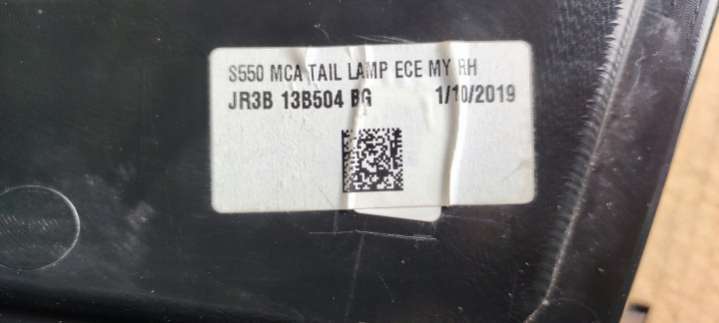 S550 MCA TAIL LAMP ECE MY RH
JR3B 13B504 BG 1/10/2019